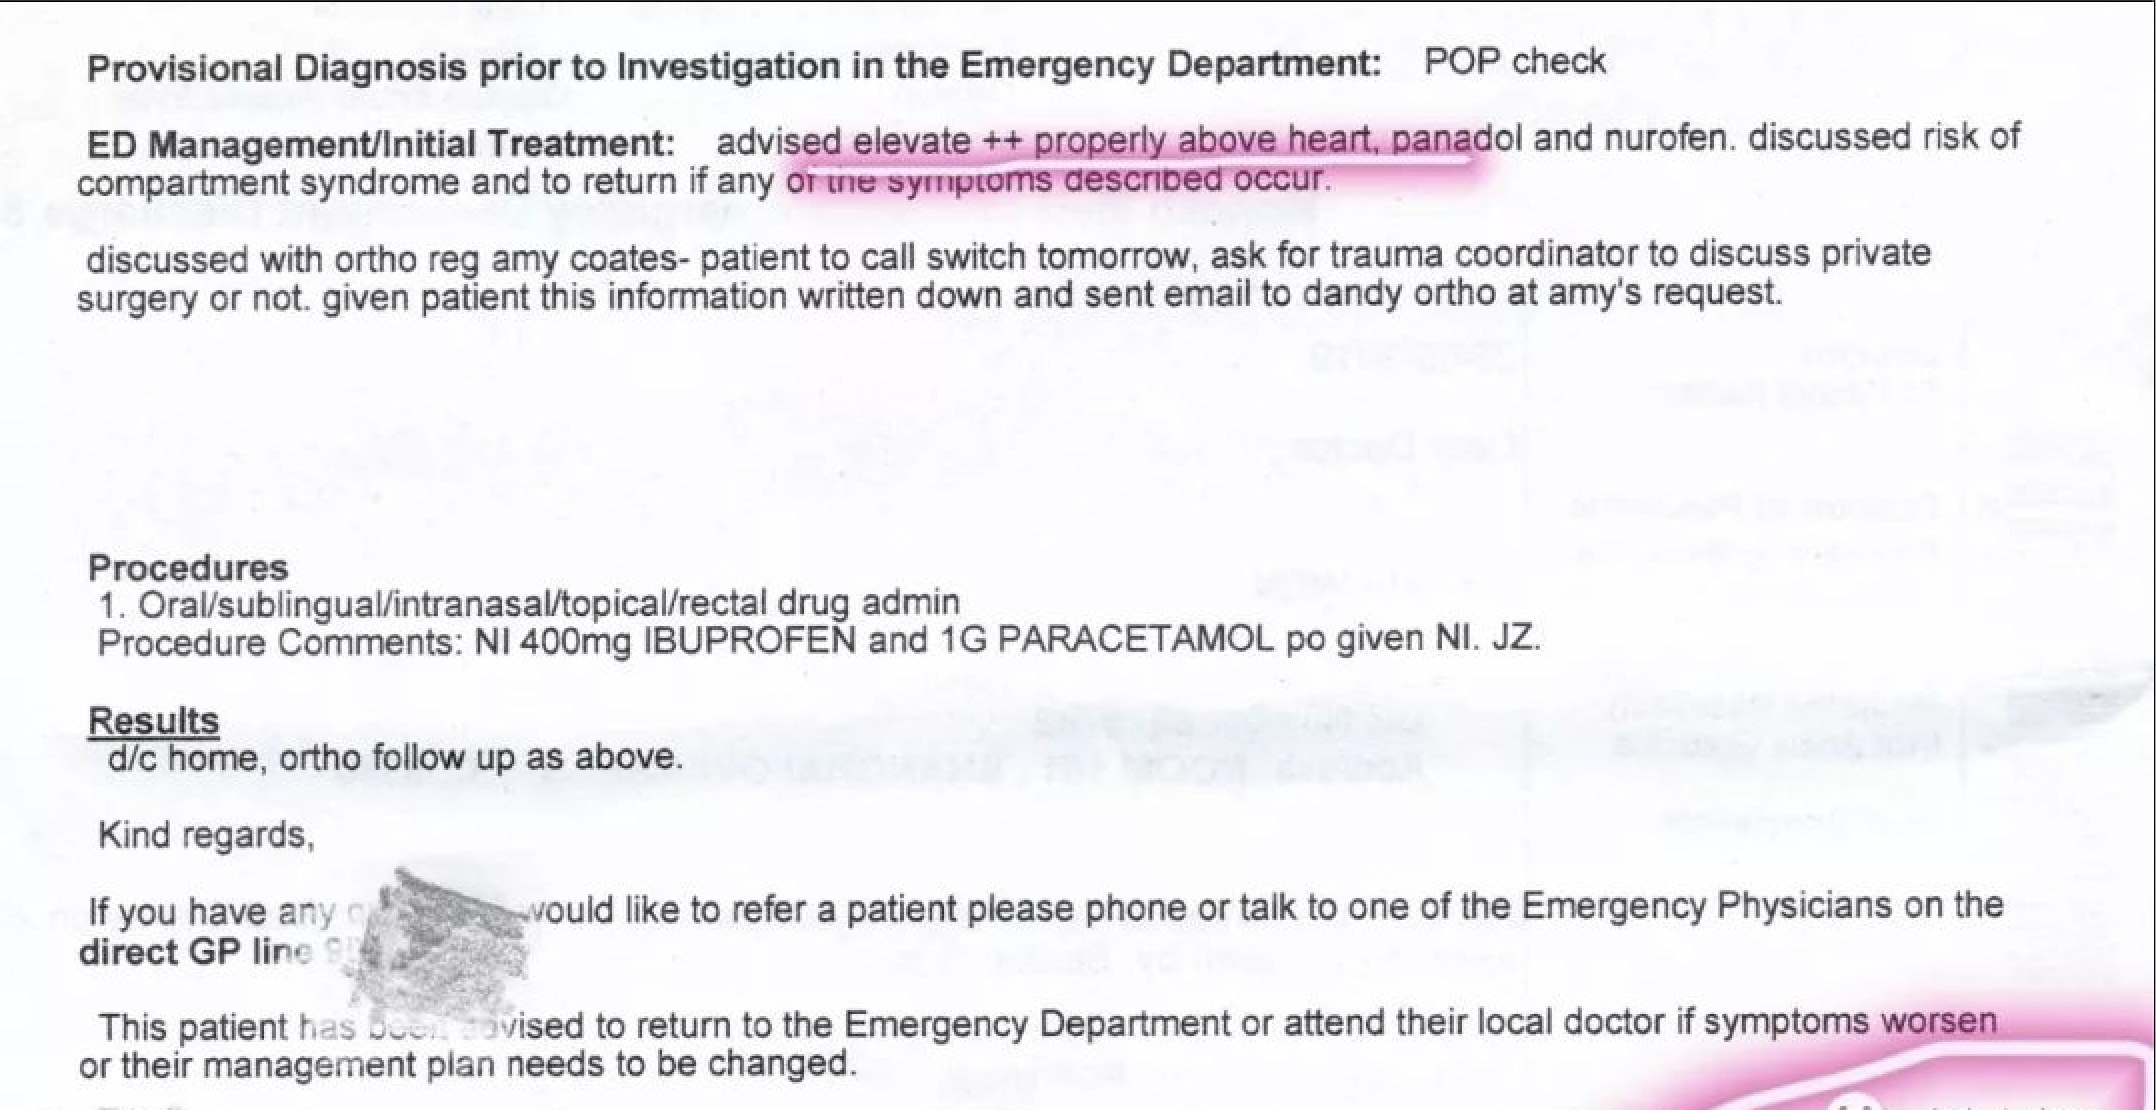 Provisional Diagnosis prior to Investigation in the Emergency Department: POP check
ED Management/Initial Treatment: advised elevate ++ properly above heart, panadol and nurofen. discussed risk of
compartment syndrome and to return if any of the symptoms described occur.
discussed with ortho reg amy coates- patient to call switch tomorrow, ask for trauma coordinator to discuss private
surgery or not. given patient this information written down and sent email to dandy ortho at amy's request.
Procedures
1. Oral/sublingual/intranasal/topical/rectal drug admin
Procedure Comments: NI 400mg IBUPROFEN and 1G PARACETAMOL po given NI. JZ.
Results
d/c home, ortho follow up as above.
Kind regards,
If you have any would like to refer a patient please phone or talk to one of the Emergency Physicians on the
direct GP line
This patient has been advised to return to the Emergency Department or attend their local doctor if symptoms worsen
or their management plan needs to be changed.